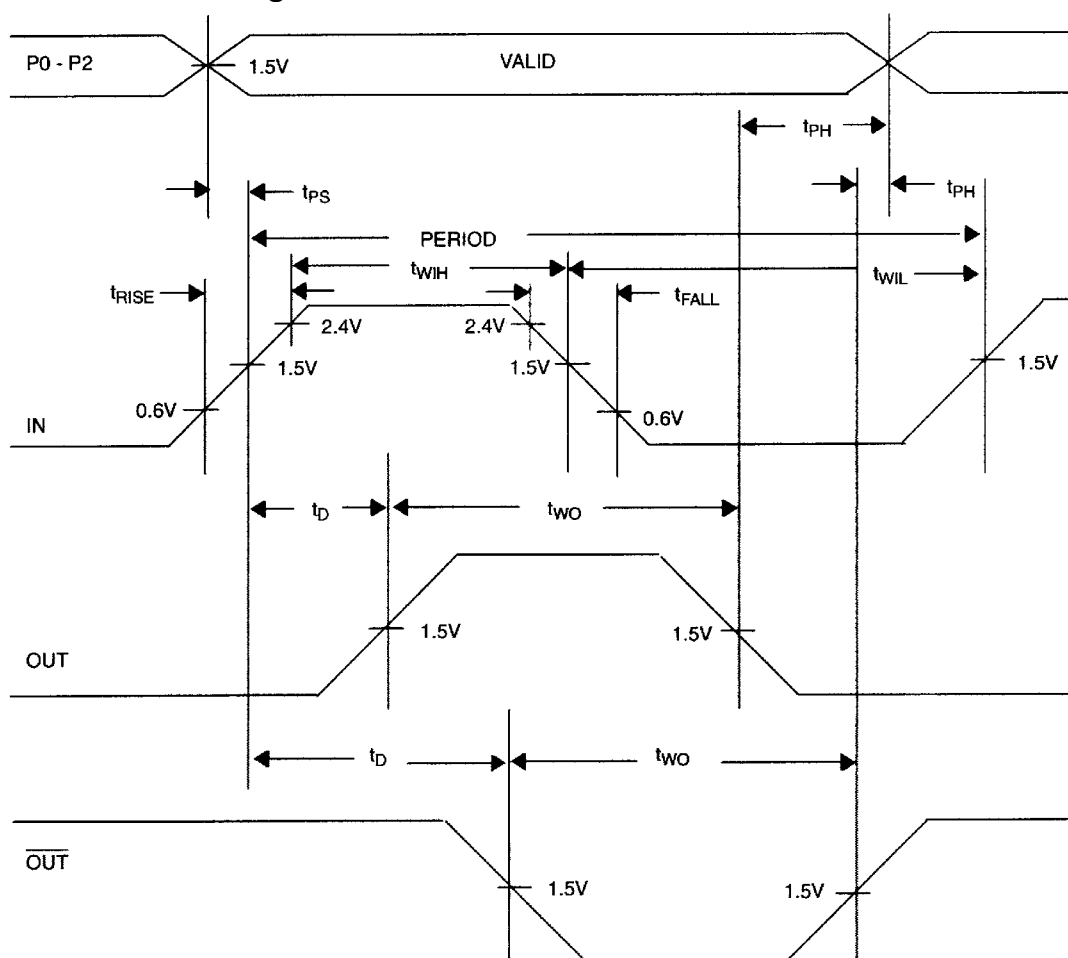 P0 - P2
1.5V
VALID
tPH
tPS
tPH
PERIOD
tWIH
tWIL
tRISE
tFALL
2.4V
2.4V
1.5V
1.5V
1.5V
0.6V
0.6V
IN
tD
tWO
1.5V
1.5V
OUT
tD
tWO
OUT
1.5V
1.5V